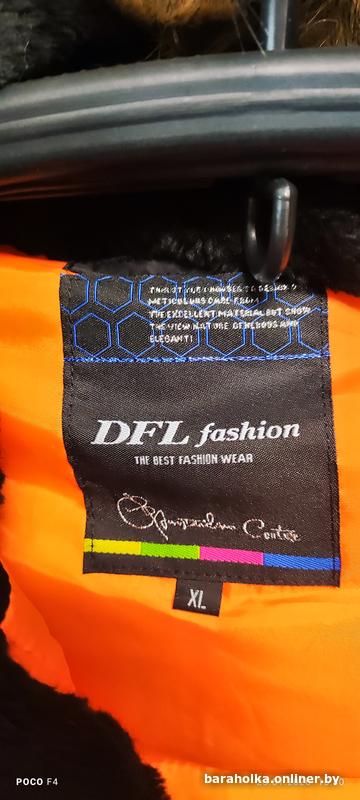 METICULOUS CARE FROM
THE EXCELLENT MATERIAL BUT SHOW
THE VIEW NATURE GENEROUS AND
ELEGANT!
DFL fashion
THE BEST FASHION WEAR
XL
POCO F4
baraholka.onliner.by